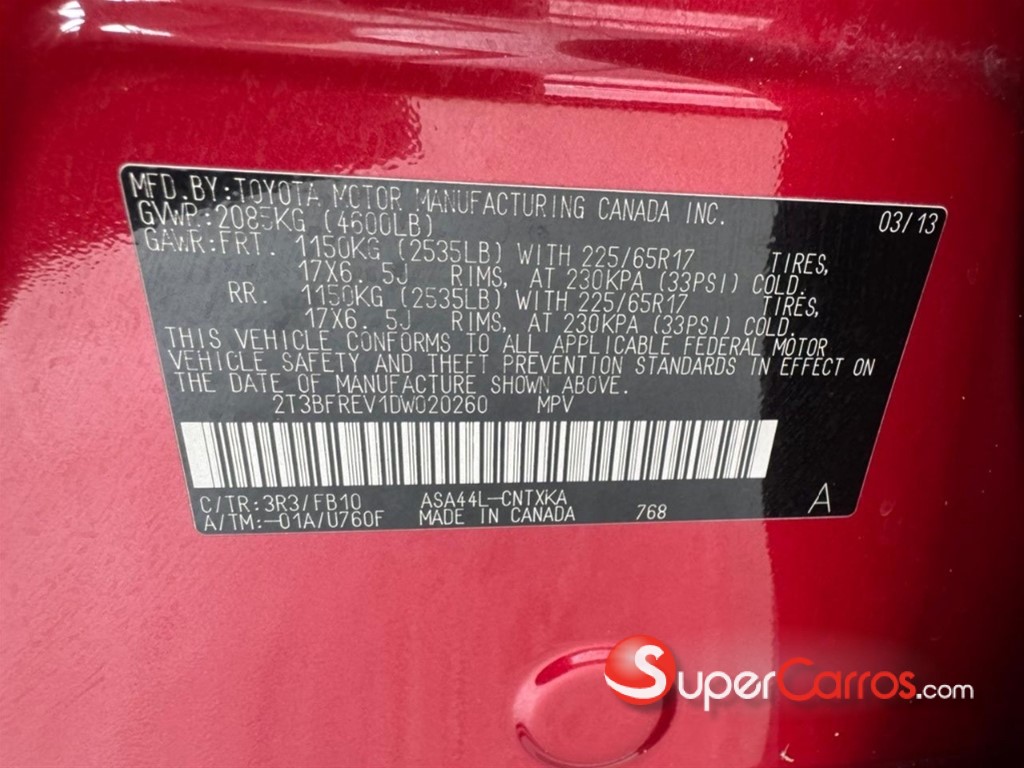 MFD.BY:TOYOTA MOTOR MANUFACTURING CANADA INC. 03/13
GVWR:2085KG (4600LB)
GAWR:FRT. 1150KG (2535LB) WITH 225/65R17 TIRES,
17X6.5J RIMS, AT 230KPA (33PSI) COLD.
RR. 1150KG (2535LB) WITH 225/65R17 TIRES,
17X6.5J RIMS, AT 230KPA (33PSI) COLD.
THIS VEHICLE CONFORMS TO ALL APPLICABLE FEDERAL MOTOR
VEHICLE SAFETY AND THEFT PREVENTION STANDARDS IN EFFECT ON
THE DATE OF MANUFACTURE SHOWN ABOVE.
2T3BFREV1DW020260 MPV
C/TR:3R3/FB10 ASA44L-CNTXKA
A/TM:-01A/U760F MADE IN CANADA 768 A
SuperCarros.com